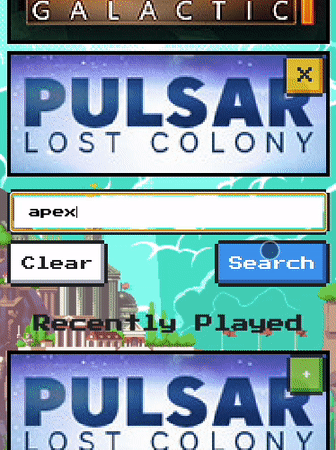 GALACTIC
PULSAR
LOST COLONY
apex
Clear
Search
Recently Played
PULSAR
LOST COLONY